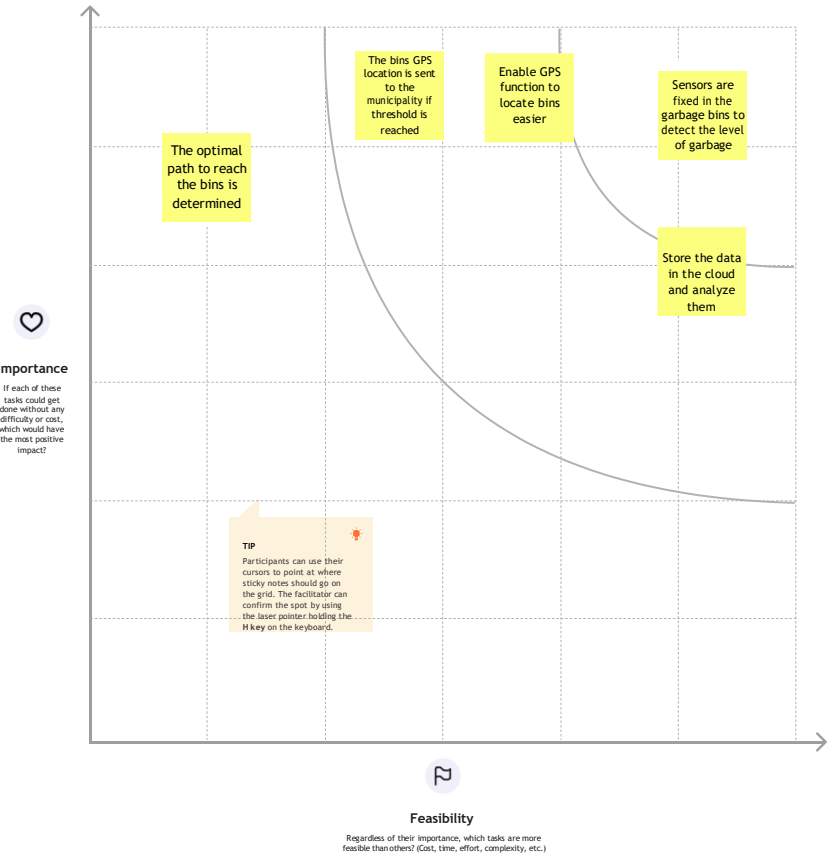 The bins GPS
location is sent
to the
municipality if
threshold is
reached
Enable GPS
function to
locate bins
easier
Sensors are
fixed in the
garbage bins to
detect the level
of garbage
The optimal
path to reach
the bins is
determined
Store the data
in the cloud
and analyze
them
mportance
If each of these
tasks could get
done without any
difficulty or cost,
which would have
the most positive
impact?
TIP
Participants can use their
cursors to point at where
sticky notes should go on
the grid. The facilitator can
confirm the spot by using
the laser pointer holding the
H key on the keyboard.
Feasibility
Regardless of their importance, which tasks are more
feasible than others? (Cost, time, effort, complexity, etc.)